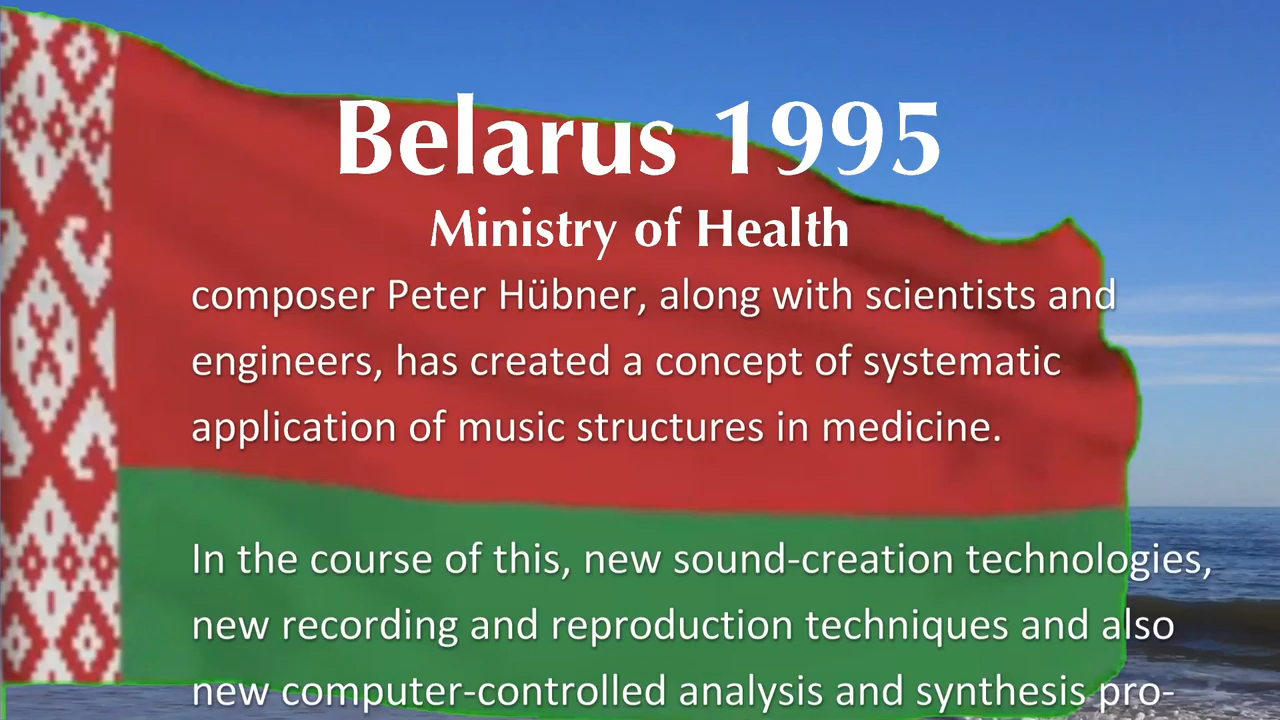 Belarus 1995
Ministry of Health
composer Peter Hübner, along with scientists and
engineers, has created a concept of systematic
application of music structures in medicine.
In the course of this, new sound-creation technologies,
new recording and reproduction techniques and also
new computer-controlled analysis and synthesis pro-